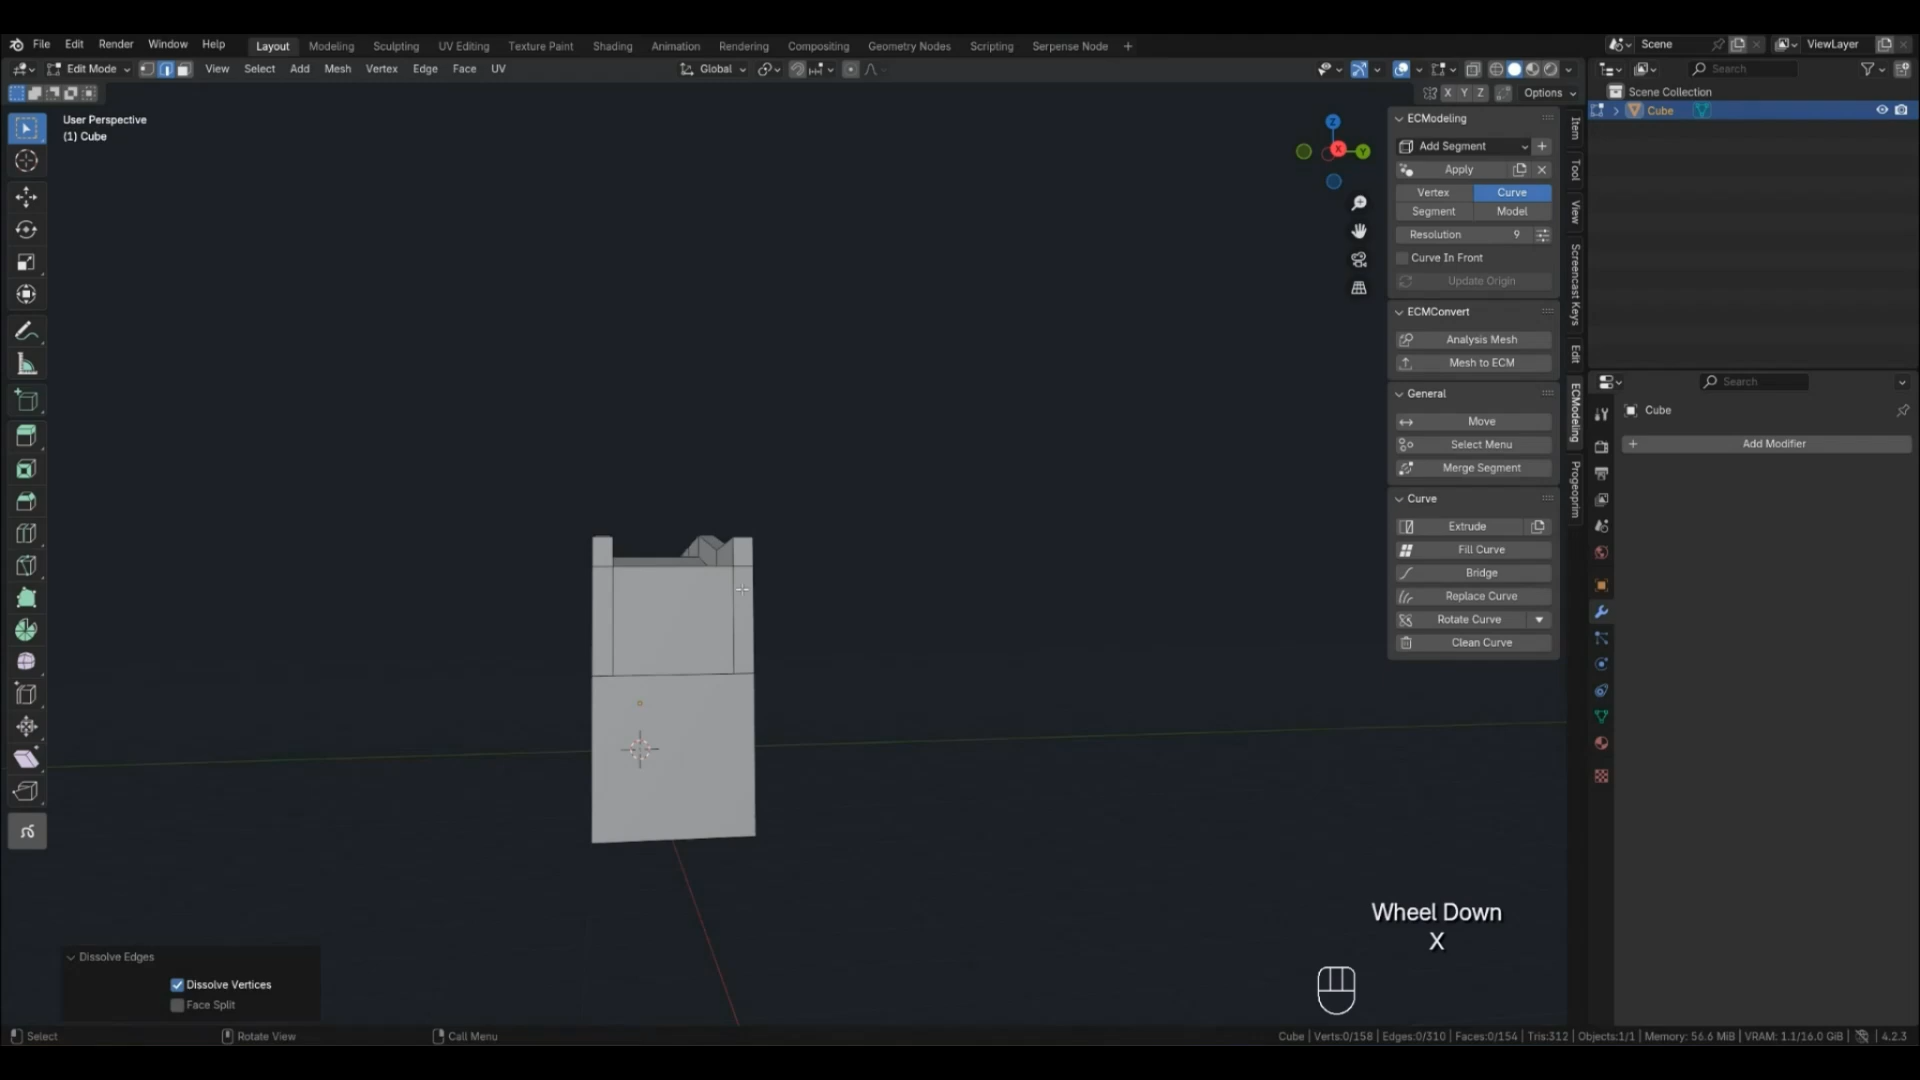 File Edit Render Window Help Layout Modeling Sculpting UV Editing Texture Paint Shading Animation Rendering Compositing Geometry Nodes Scripting Serpense Node + Scene ViewLayer
Edit Mode View Select Add Mesh Vertex Edge Face UV Global Search
X Y Z Options
Scene Collection
Cube
User Perspective
(1) Cube
Z
X
Y
ECModeling
Add Segment
Apply
Vertex Curve
Segment Model
Resolution 9
Curve In Front
Update Origin
ECMConvert
Analysis Mesh
Mesh to ECM
General
Move
Select Menu
Merge Segment
Curve
Extrude
Fill Curve
Bridge
Replace Curve
Rotate Curve
Clean Curve
Item
Tool
View
Screencast Keys
Edit
ECModeling
Progeoprim
Search
Cube
Add Modifier
Wheel Down
X
Dissolve Edges
Dissolve Vertices
Face Split
Select Rotate View Call Menu Cube | Verts:0/158 | Edges:0/310 | Faces:0/154 | Tris:312 | Objects:1/1 | Memory: 56.6 MiB | VRAM: 1.1/16.0 GiB | 4.2.3